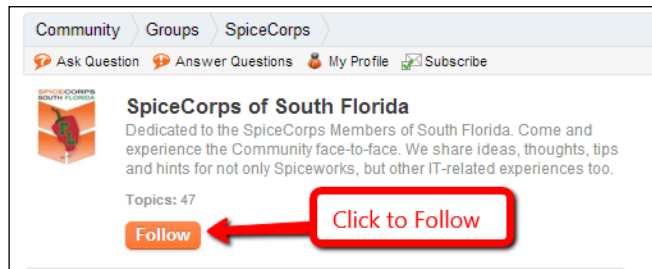 Community Groups SpiceCorps
Ask Question Answer Questions My Profile Subscribe
SPICECORPS
SOUTH FLORIDA
SpiceCorps of South Florida
Dedicated to the SpiceCorps Members of South Florida. Come and
experience the Community face-to-face. We share ideas, thoughts, tips
and hints for not only Spiceworks, but other IT-related experiences too.
Topics: 47
Follow
Click to Follow